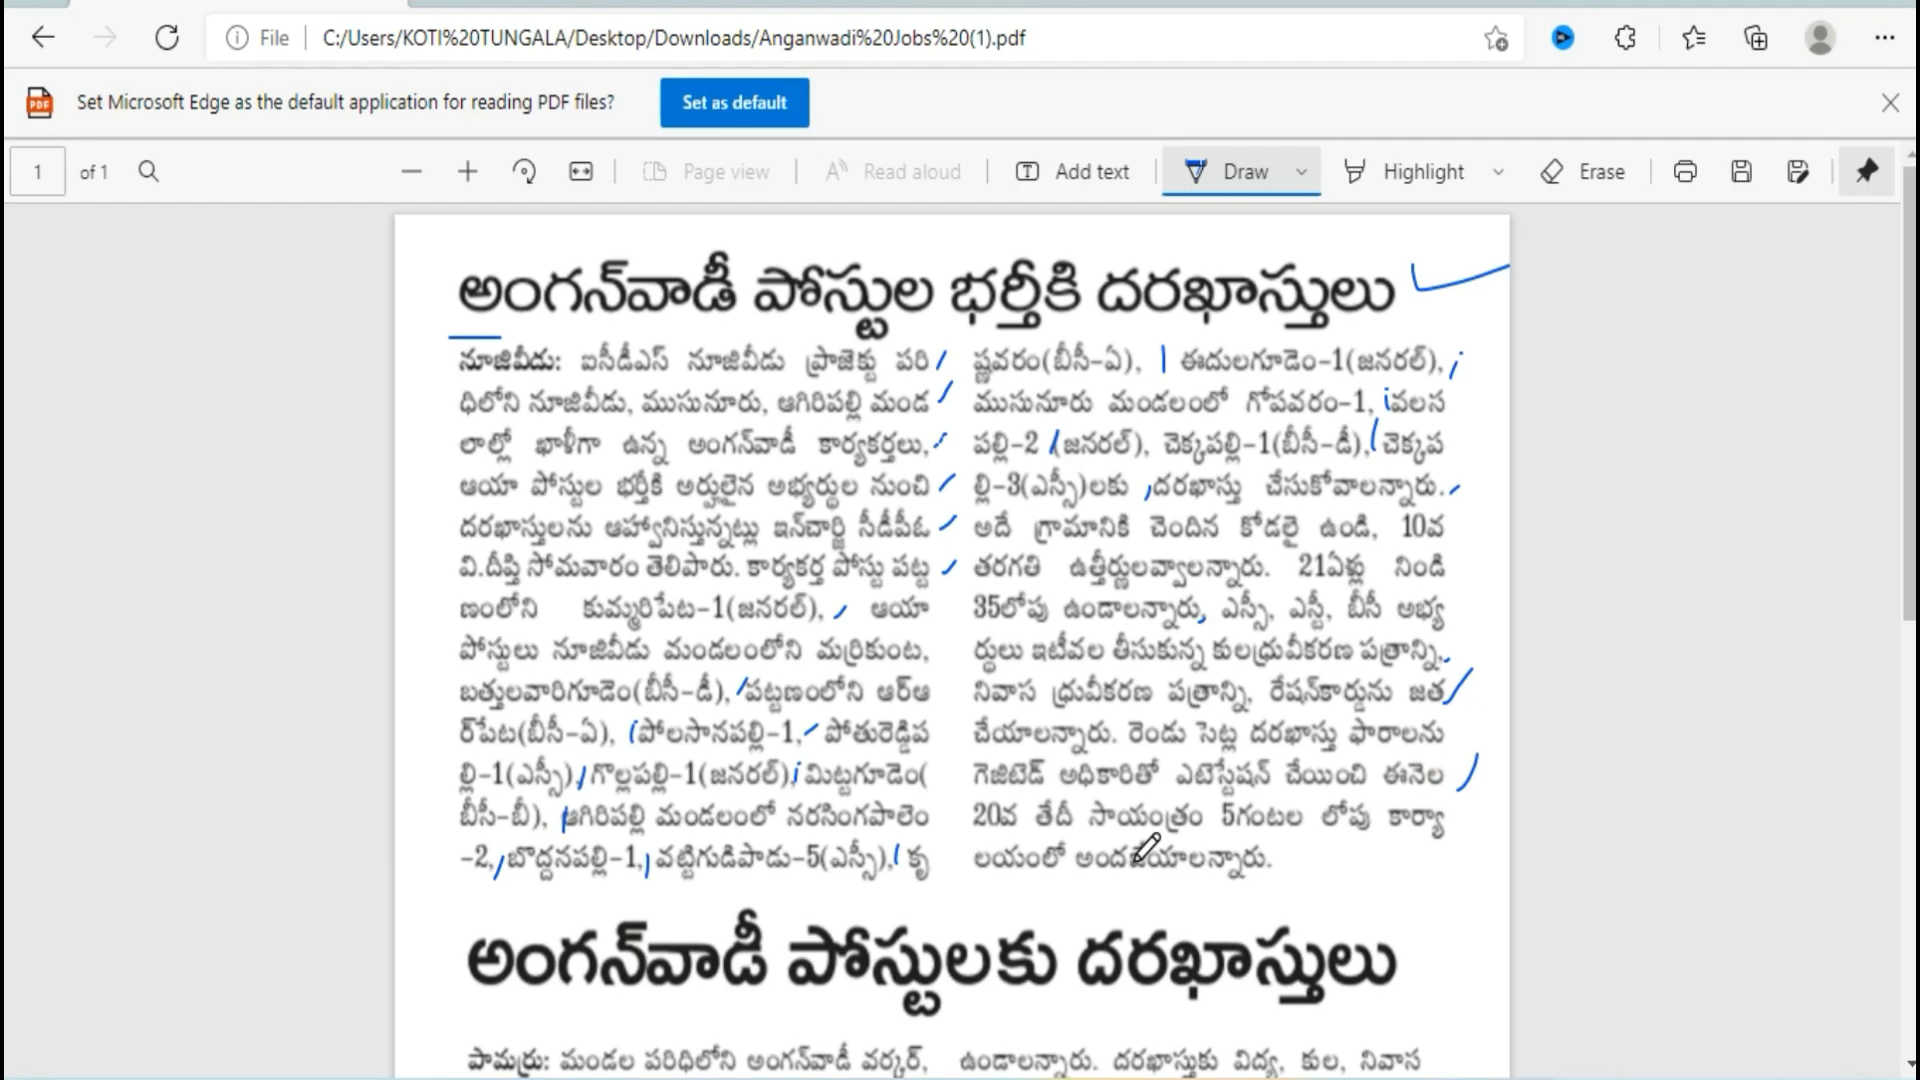 File
C:/Users/KOTI%20TUNGALA/Desktop/Downloads/Anganwadi%20Jobs%20(1).pdf
Set Microsoft Edge as the default application for reading PDF files?
Set as default
1 of 1
Page view
Read aloud
Add text
Draw
Highlight
Erase
అంగన్‌వాడీ పోస్టుల భర్తీకి దరఖాస్తులు
నూజివీడు: ఐసీడీఎస్ నూజివీడు ప్రాజెక్టు పరి
ధిలోని నూజివీడు, ముసునూరు, ఆగిరిపల్లి మండ
లాల్లో ఖాళీగా ఉన్న అంగన్‌వాడీ కార్యకర్తలు,
ఆయా పోస్టుల భర్తీకి అర్హులైన అభ్యర్థుల నుంచి
దరఖాస్తులను ఆహ్వానిస్తున్నట్లు ఇన్‌చార్జి సీడీపీఓ
వి.దీప్తి సోమవారం తెలిపారు. కార్యకర్త పోస్టు పట్ట
ణంలోని కుమ్మరిపేట-1(జనరల్), ఆయా
పోస్టులు నూజివీడు మండలంలోని మర్రికుంట,
బత్తులవారిగూడెం(బీసీ-డీ), పట్టణంలోని ఆర్ఆ
ర్‌పేట(బీసీ-ఏ), పోలసానపల్లి-1, పోతురెడ్డిప
ల్లి-1(ఎస్సీ), గొల్లపల్లి-1(జనరల్), మిట్టగూడెం(
బీసీ-బీ), ఆగిరిపల్లి మండలంలో నరసింగపాలెం
-2, బొద్దనపల్లి-1, వట్టిగుడిపాడు-5(ఎస్సీ), కృ
ష్ణవరం(బీసీ-ఏ), ఈదులగూడెం-1(జనరల్),
ముసునూరు మండలంలో గోపవరం-1, వలస
పల్లి-2 (జనరల్), చెక్కపల్లి-1(బీసీ-డీ), చెక్కప
ల్లి-3(ఎస్సీ)లకు దరఖాస్తు చేసుకోవాలన్నారు.
అదే గ్రామానికి చెందిన కోడలై ఉండి, 10వ
తరగతి ఉత్తీర్ణులవ్వాలన్నారు. 21ఏళ్లు నిండి
35లోపు ఉండాలన్నారు. ఎస్సీ, ఎస్టీ, బీసీ అభ్య
ర్థులు ఇటీవల తీసుకున్న కులధ్రువీకరణ పత్రాన్ని,
నివాస ధ్రువీకరణ పత్రాన్ని, రేషన్‌కార్డును జత
చేయాలన్నారు. రెండు సెట్ల దరఖాస్తు ఫారాలను
గెజిటెడ్ అధికారితో ఎటెస్టేషన్ చేయించి ఈనెల
20వ తేదీ సాయంత్రం 5గంటల లోపు కార్యా
లయంలో అందజేయాలన్నారు.
అంగన్‌వాడీ పోస్టులకు దరఖాస్తులు
పామర్రు: మండల పరిధిలోని అంగన్‌వాడీ వర్కర్,
ఉండాలన్నారు. దరఖాస్తుకు విద్య, కుల, నివాస